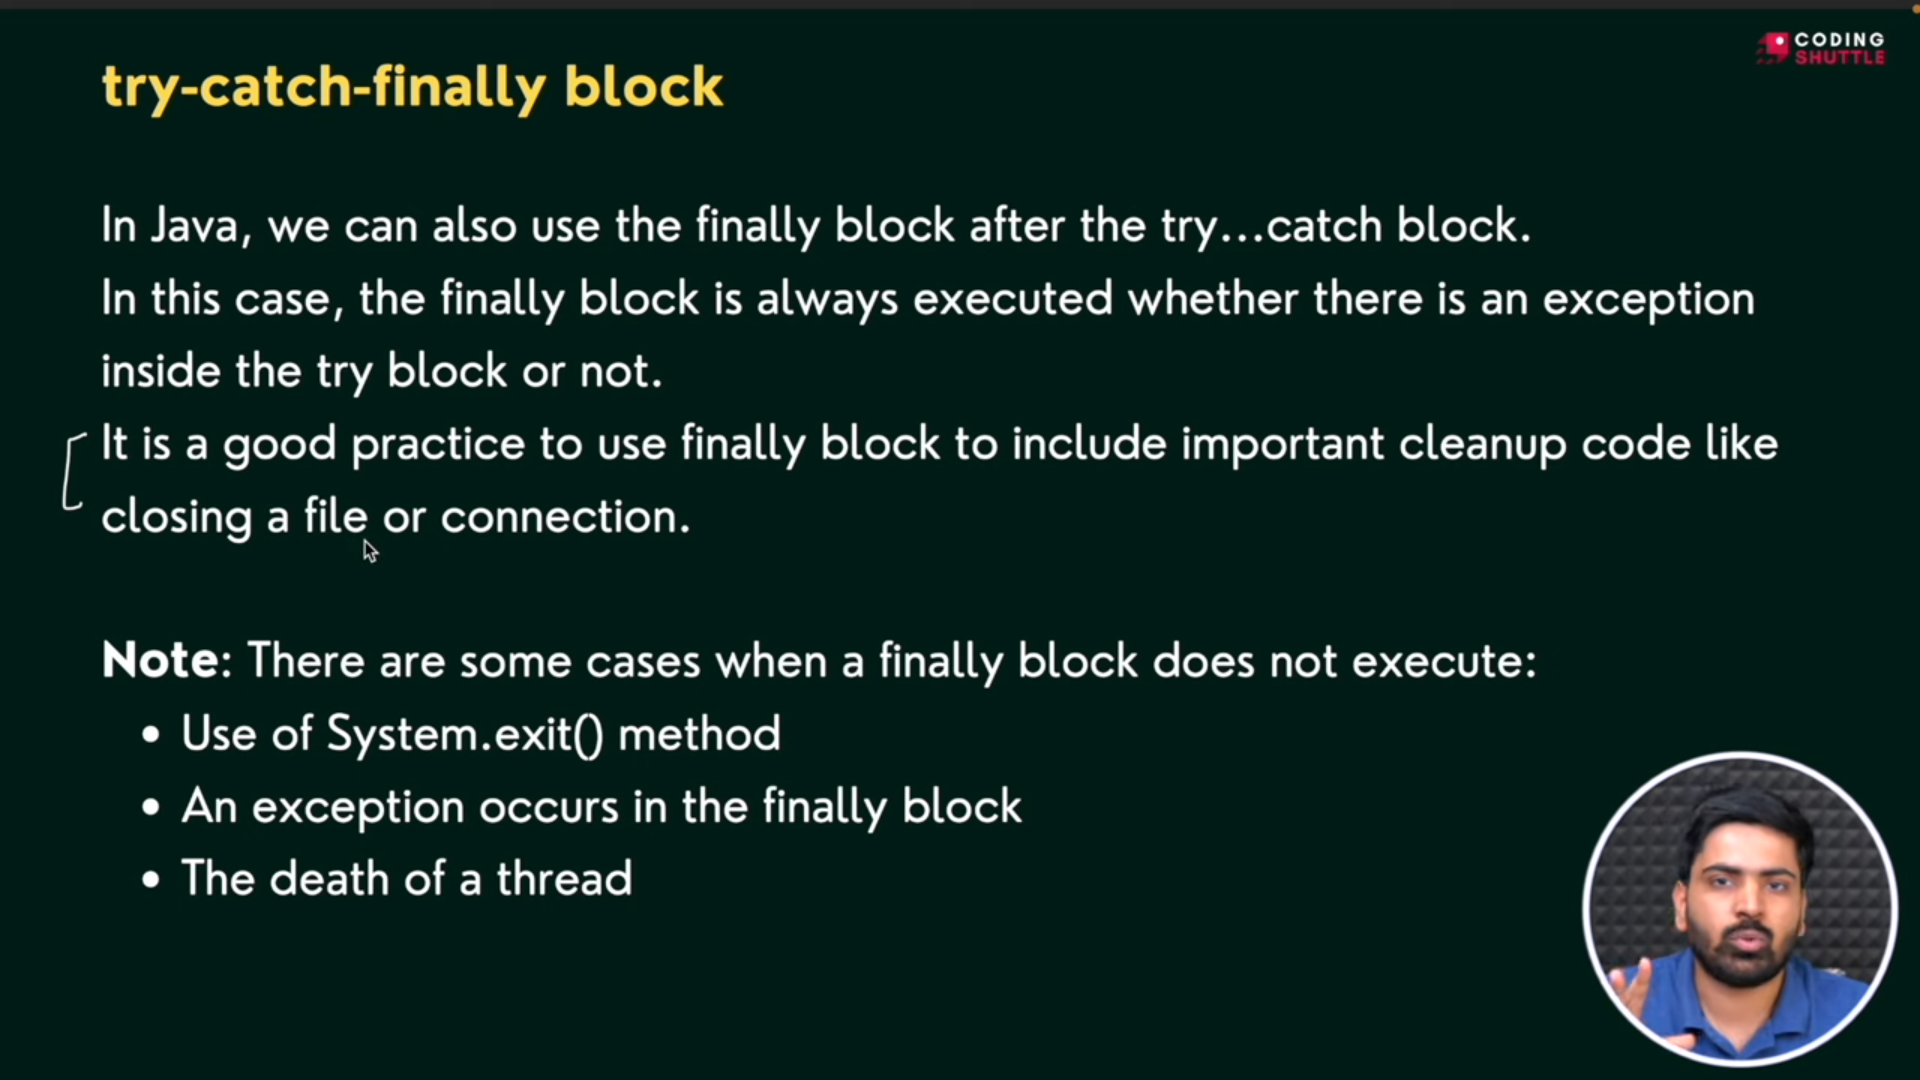 CODING
SHUTTLE
try-catch-finally block
In Java, we can also use the finally block after the try...catch block.
In this case, the finally block is always executed whether there is an exception
inside the try block or not.
It is a good practice to use finally block to include important cleanup code like
closing a file or connection.
Note: There are some cases when a finally block does not execute:
• Use of System.exit() method
• An exception occurs in the finally block
• The death of a thread